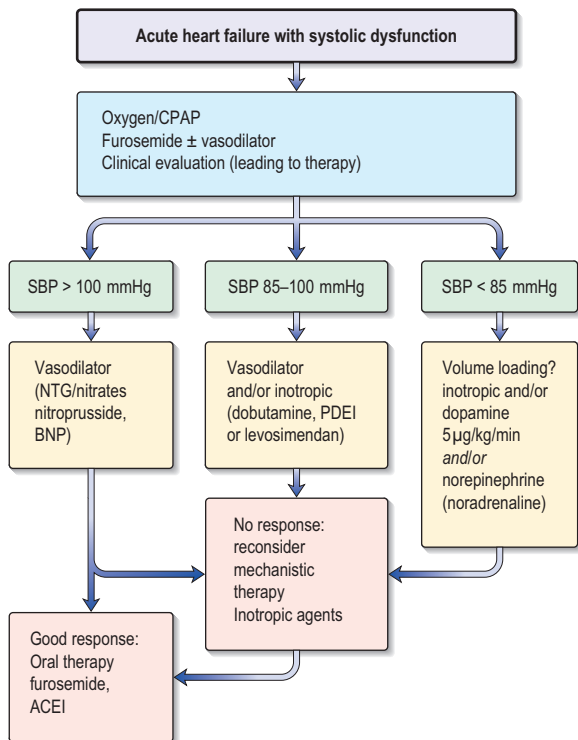 Acute heart failure with systolic dysfunction
Oxygen/CPAP
Furosemide ± vasodilator
Clinical evaluation (leading to therapy)
SBP > 100 mmHg
SBP 85–100 mmHg
SBP < 85 mmHg
Vasodilator
(NTG/nitrates
nitroprusside,
BNP)
Vasodilator
and/or inotropic
(dobutamine, PDEI
or levosimendan)
Volume loading?
inotropic and/or
dopamine
5µg/kg/min
and/or
norepinephrine
(noradrenaline)
No response:
reconsider
mechanistic
therapy
Inotropic agents
Good response:
Oral therapy
furosemide,
ACEI